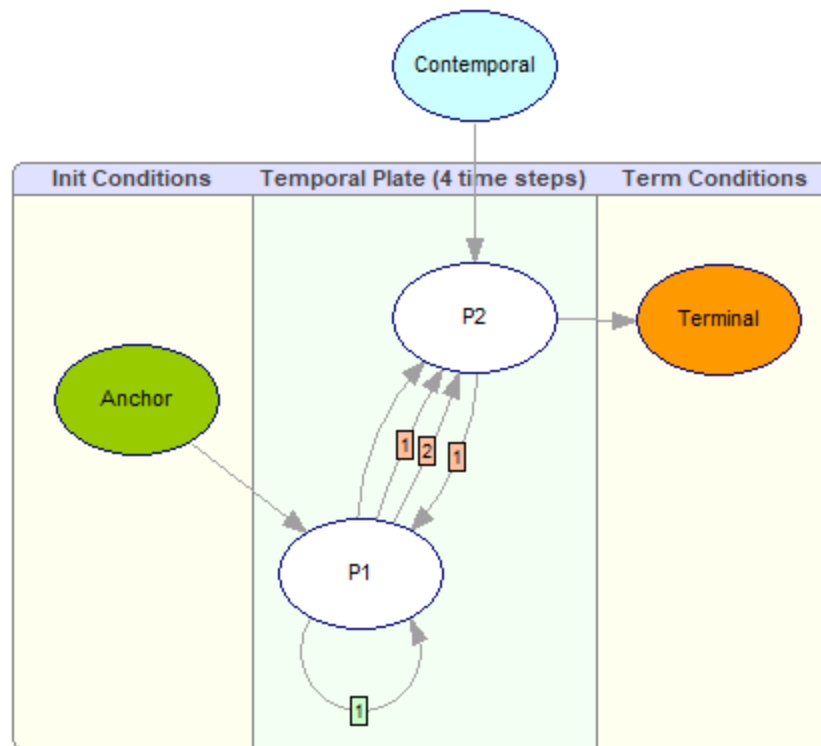 Contemporal
Init Conditions
Temporal Plate (4 time steps)
Term Conditions
P2
Terminal
Anchor
1
2
1
P1
1